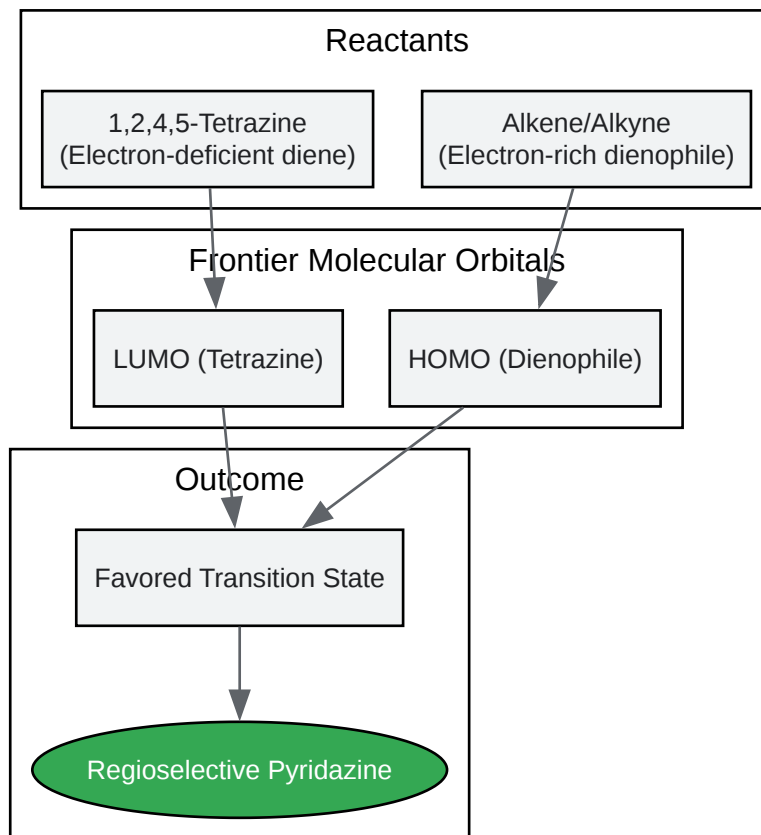 Reactants
1,2,4,5-Tetrazine
(Electron-deficient diene)
Alkene/Alkyne
(Electron-rich dienophile)
Frontier Molecular Orbitals
LUMO (Tetrazine)
HOMO (Dienophile)
Outcome
Favored Transition State
Regioselective Pyridazine